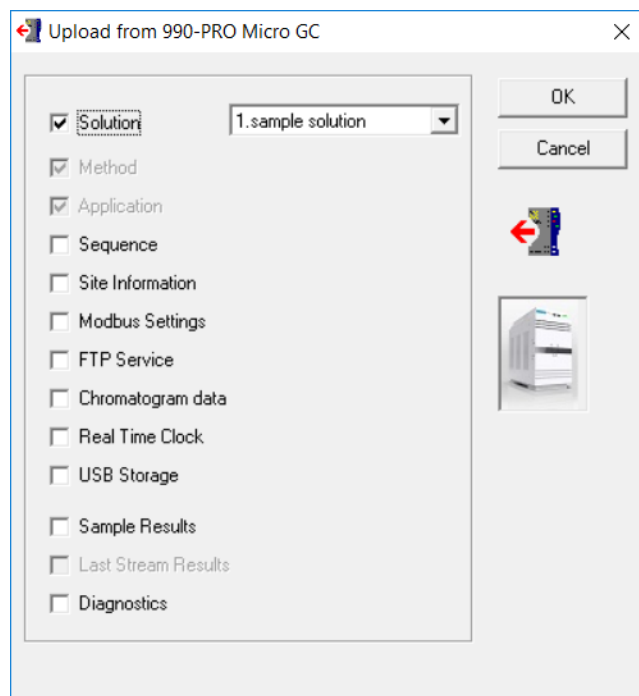 Upload from 990-PRO Micro GC
Solution
1.sample solution
Method
Application
Sequence
Site Information
Modbus Settings
FTP Service
Chromatogram data
Real Time Clock
USB Storage
Sample Results
Last Stream Results
Diagnostics
OK
Cancel